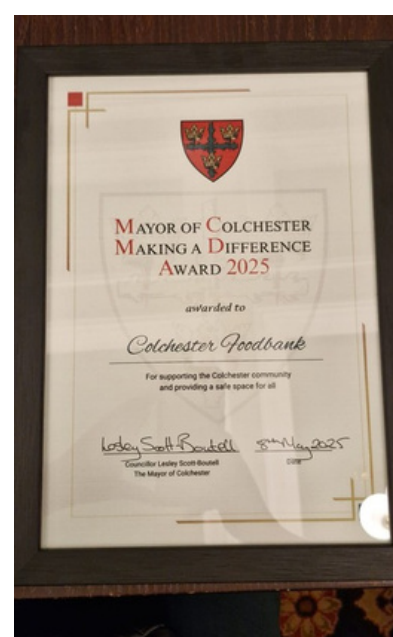 MAYOR OF COLCHESTER
MAKING A DIFFERENCE
AWARD 2025
awarded to
Colchester Foodbank
For supporting the Colchester community
and providing a safe space for all
Lesley Scott-Boutell 8th May 2025
Councillor Lesley Scott-Boutell Date
The Mayor of Colchester